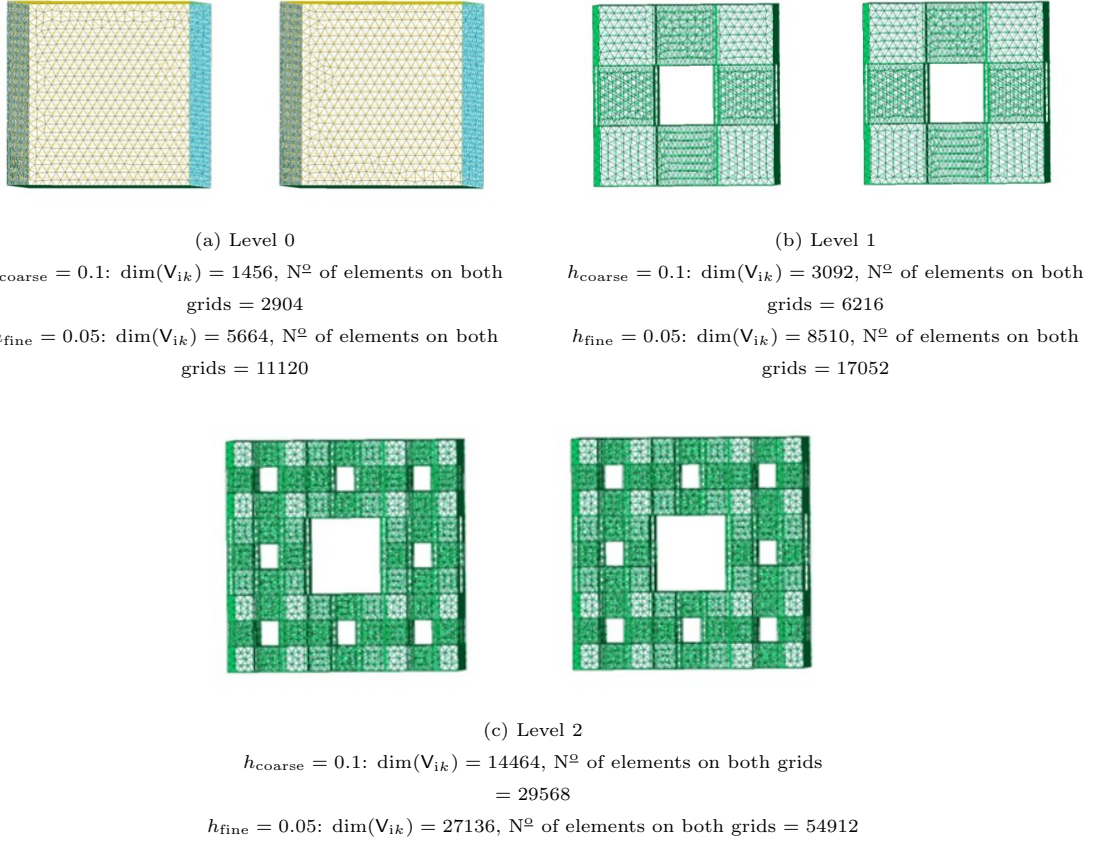 (a) Level 0
coarse = 0.1: dim(V_ik) = 1456, Nº of elements on both
grids = 2904
fine = 0.05: dim(V_ik) = 5664, Nº of elements on both
grids = 11120
(b) Level 1
h_coarse = 0.1: dim(V_ik) = 3092, Nº of elements on both
grids = 6216
h_fine = 0.05: dim(V_ik) = 8510, Nº of elements on both
grids = 17052
(c) Level 2
h_coarse = 0.1: dim(V_ik) = 14464, Nº of elements on both grids
= 29568
h_fine = 0.05: dim(V_ik) = 27136, Nº of elements on both grids = 54912